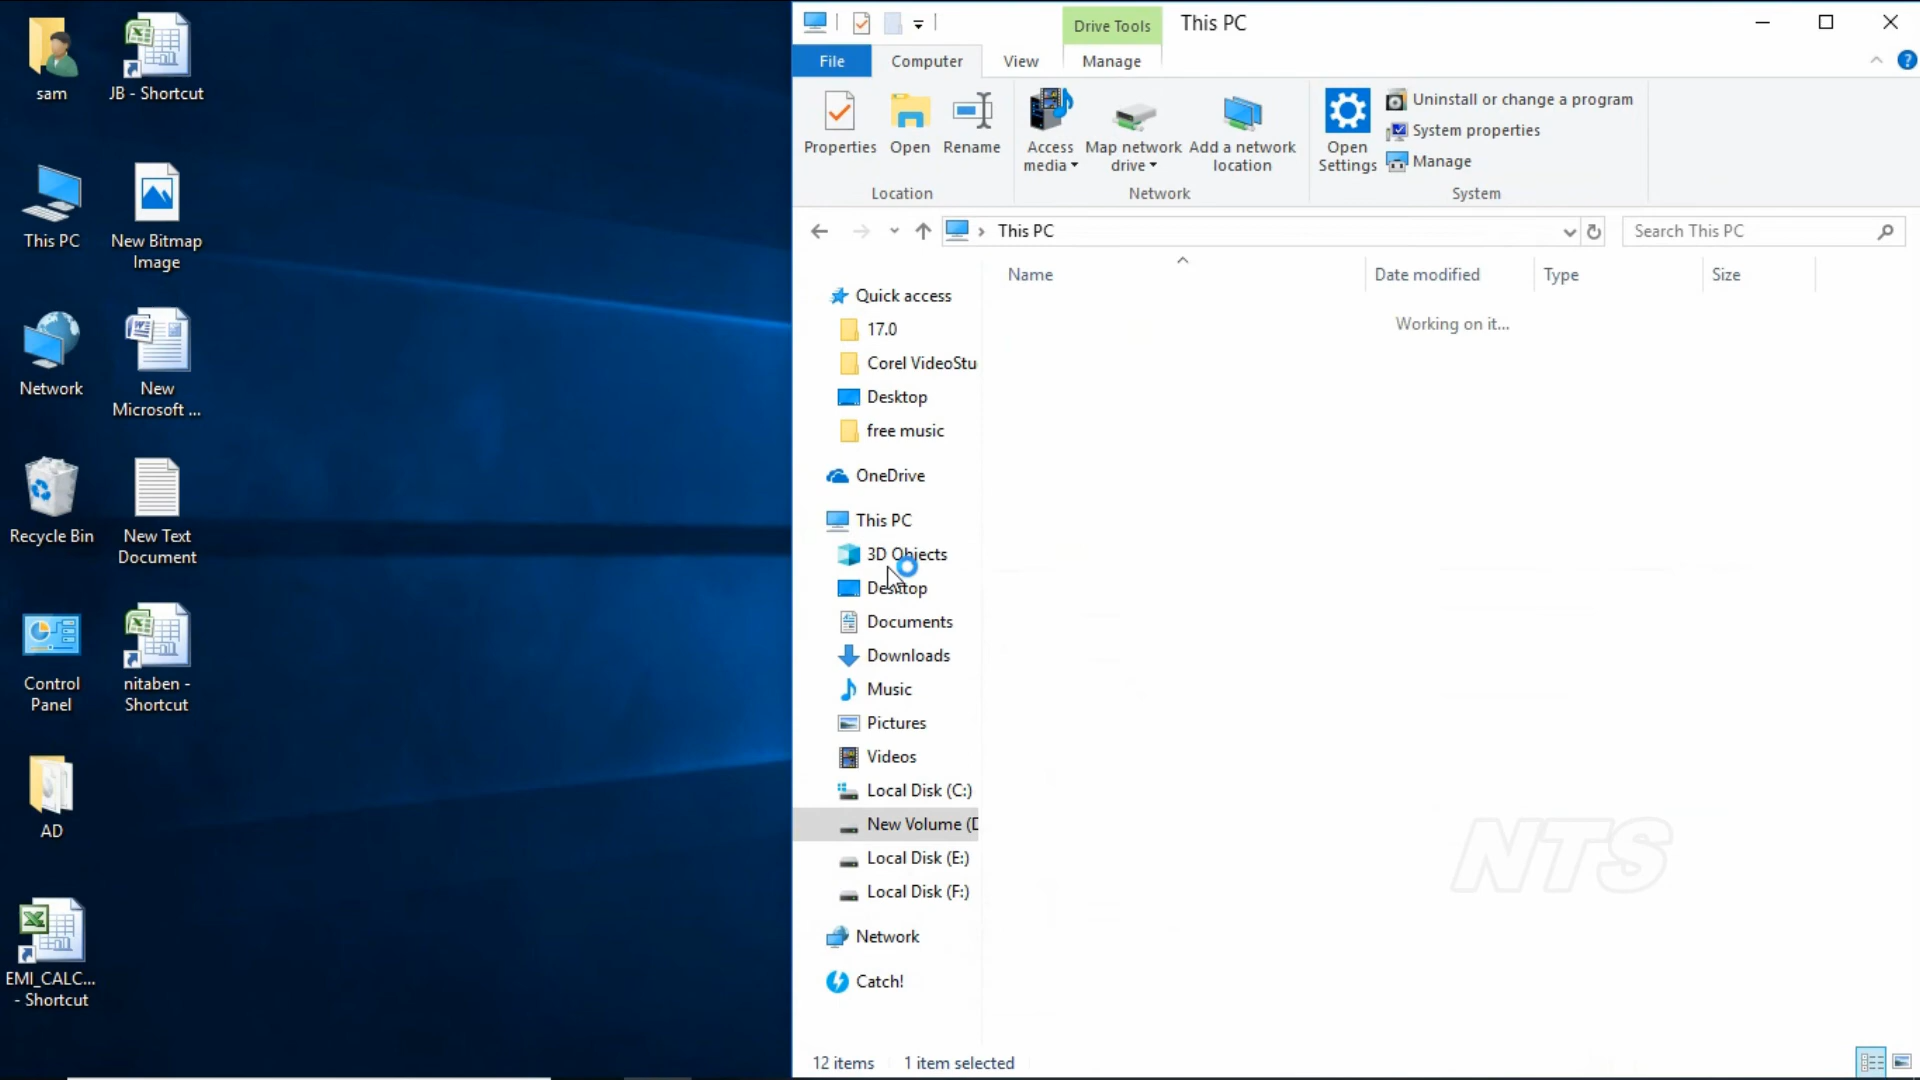 sam
JB - Shortcut
This PC
New Bitmap
Image
Network
New
Microsoft ...
Recycle Bin
New Text
Document
Control
Panel
nitaben -
Shortcut
AD
EMI_CALC...
- Shortcut
Drive Tools
This PC
File
Computer
View
Manage
Properties
Open
Rename
Access
media
Map network
drive
Add a network
location
Open
Settings
Uninstall or change a program
System properties
Manage
Location
Network
System
This PC
Search This PC
Name
Date modified
Type
Size
Working on it...
Quick access
17.0
Corel VideoStu
Desktop
free music
OneDrive
This PC
3D Objects
Desktop
Documents
Downloads
Music
Pictures
Videos
Local Disk (C:)
New Volume (D
Local Disk (E:)
Local Disk (F:)
Network
Catch!
NTS
12 items
1 item selected